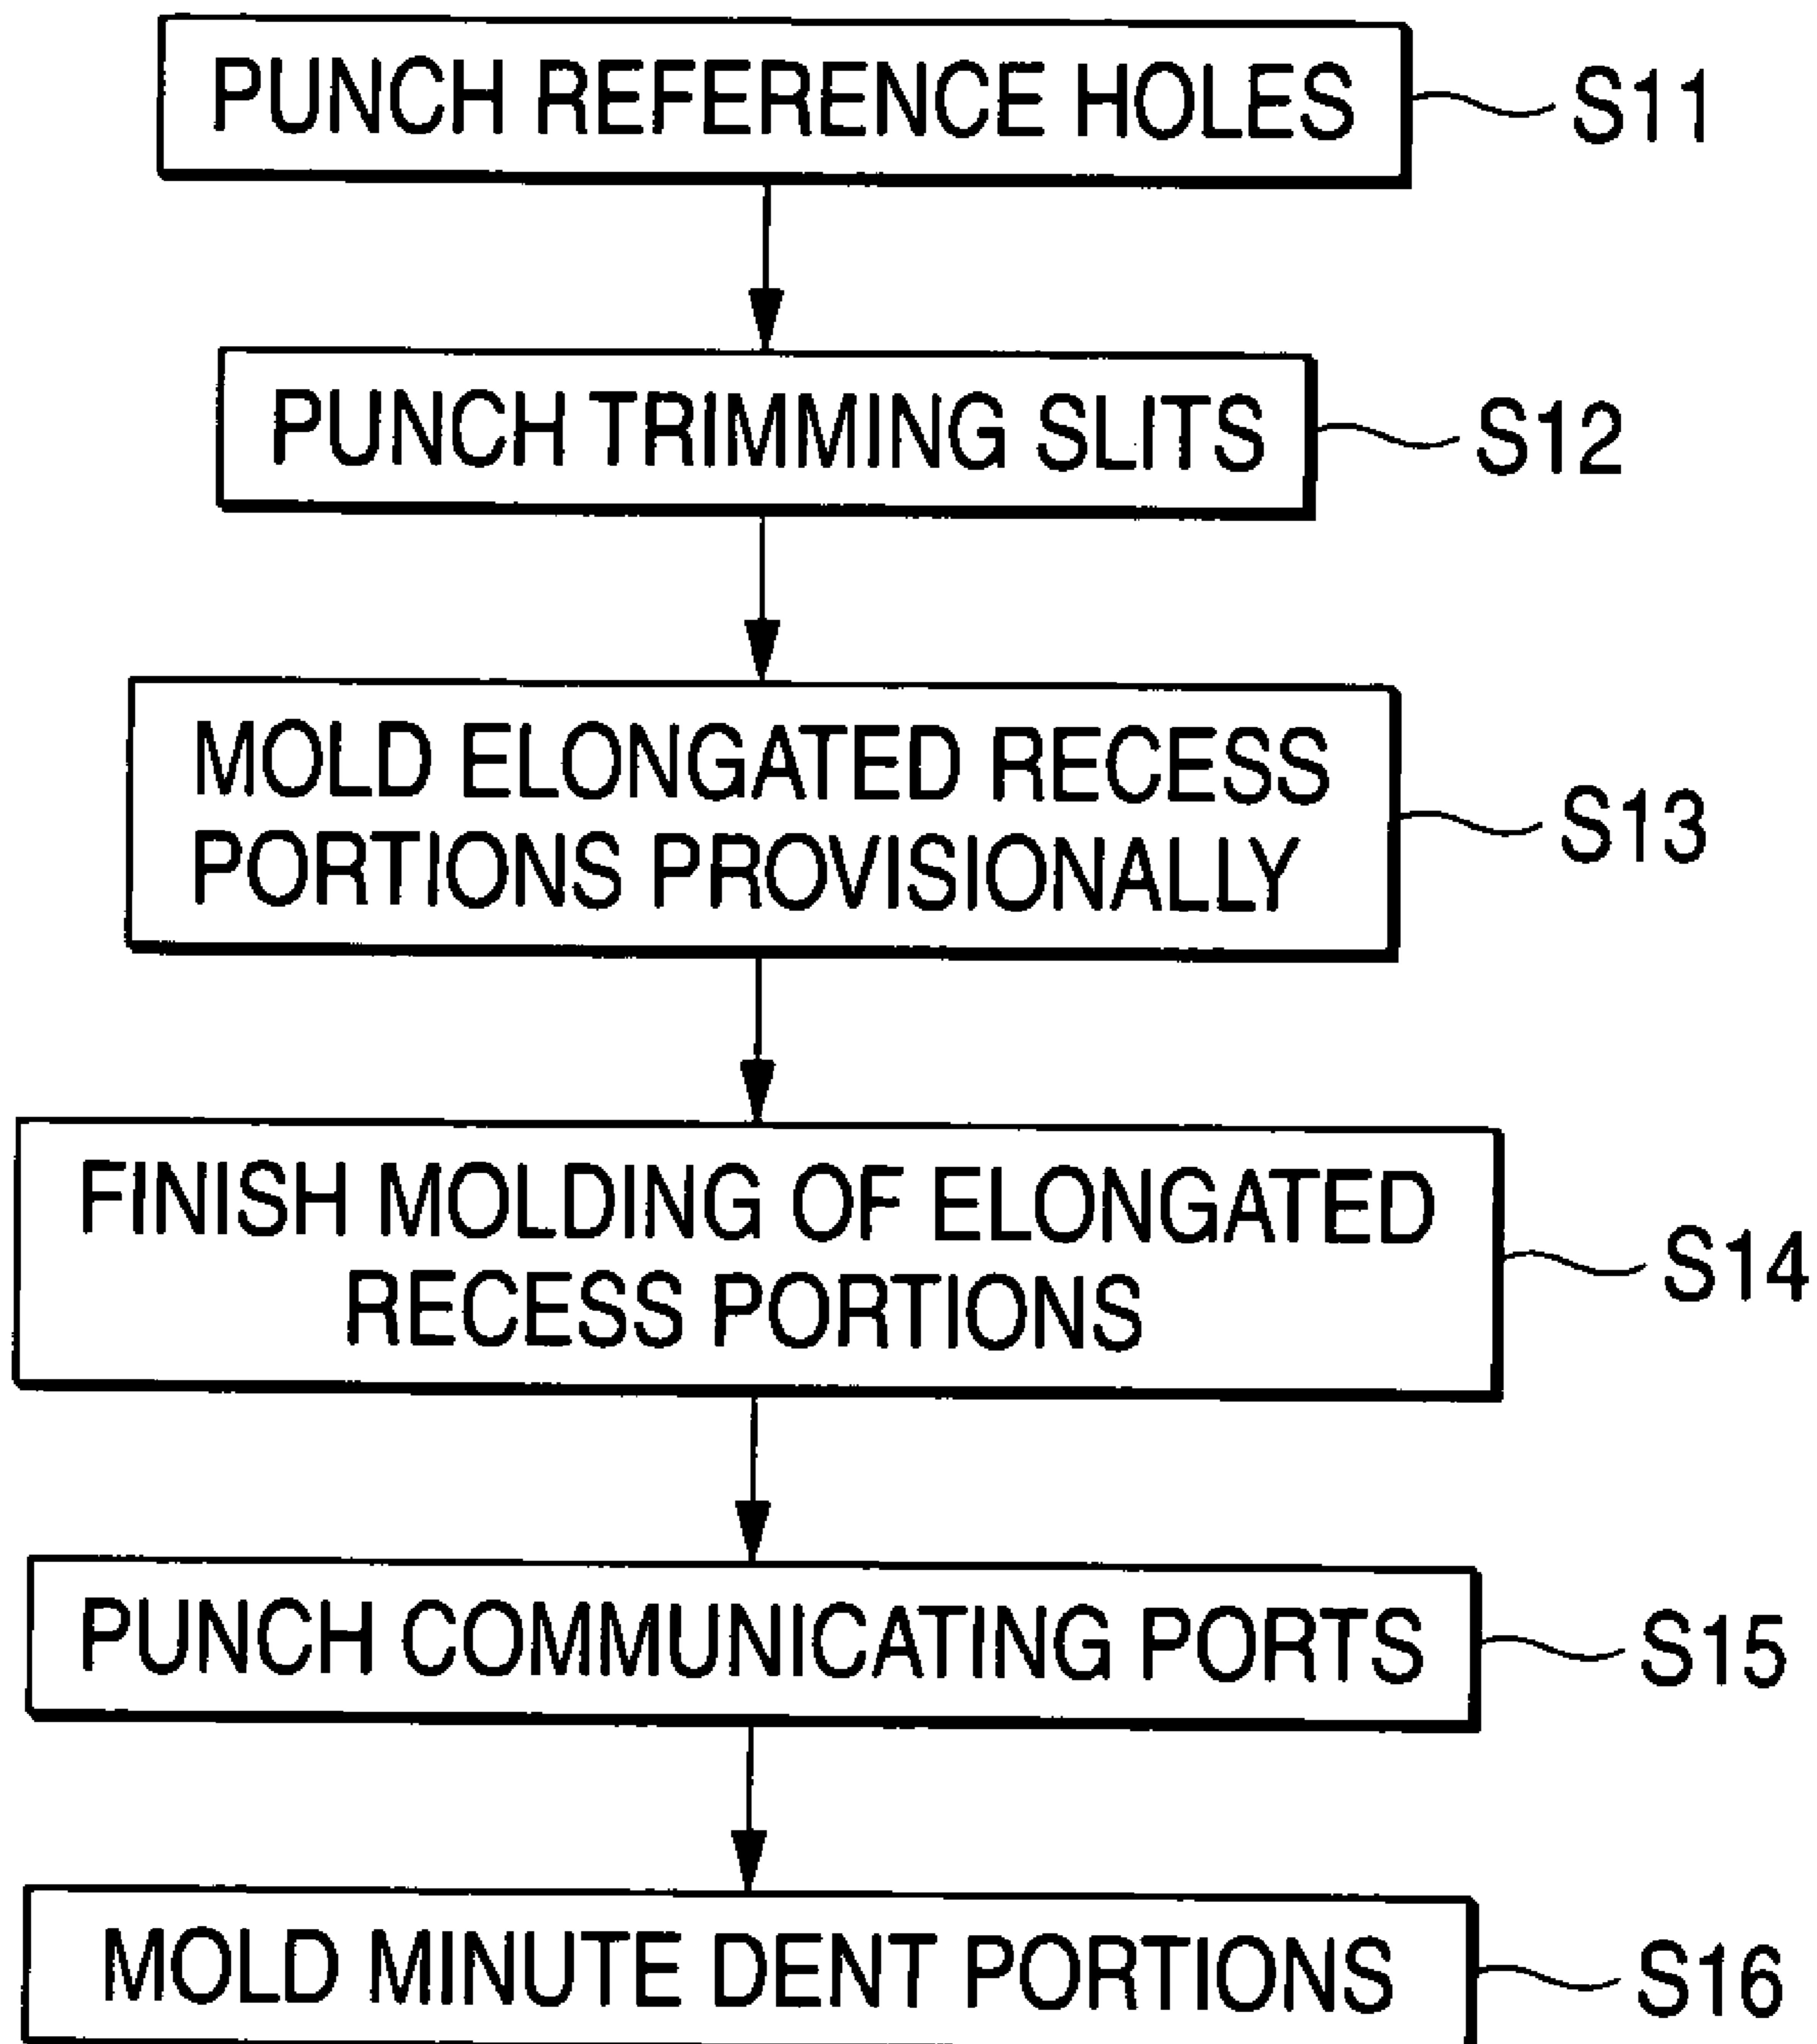 PUNCH REFERENCE HOLES S11
PUNCH TRIMMING SLITS S12
MOLD ELONGATED RECESS
PORTIONS PROVISIONALLY
S13
FINISH MOLDING OF ELONGATED
RECESS PORTIONS
S14
PUNCH COMMUNICATING PORTS S15
MOLD MINUTE DENT PORTIONS S16